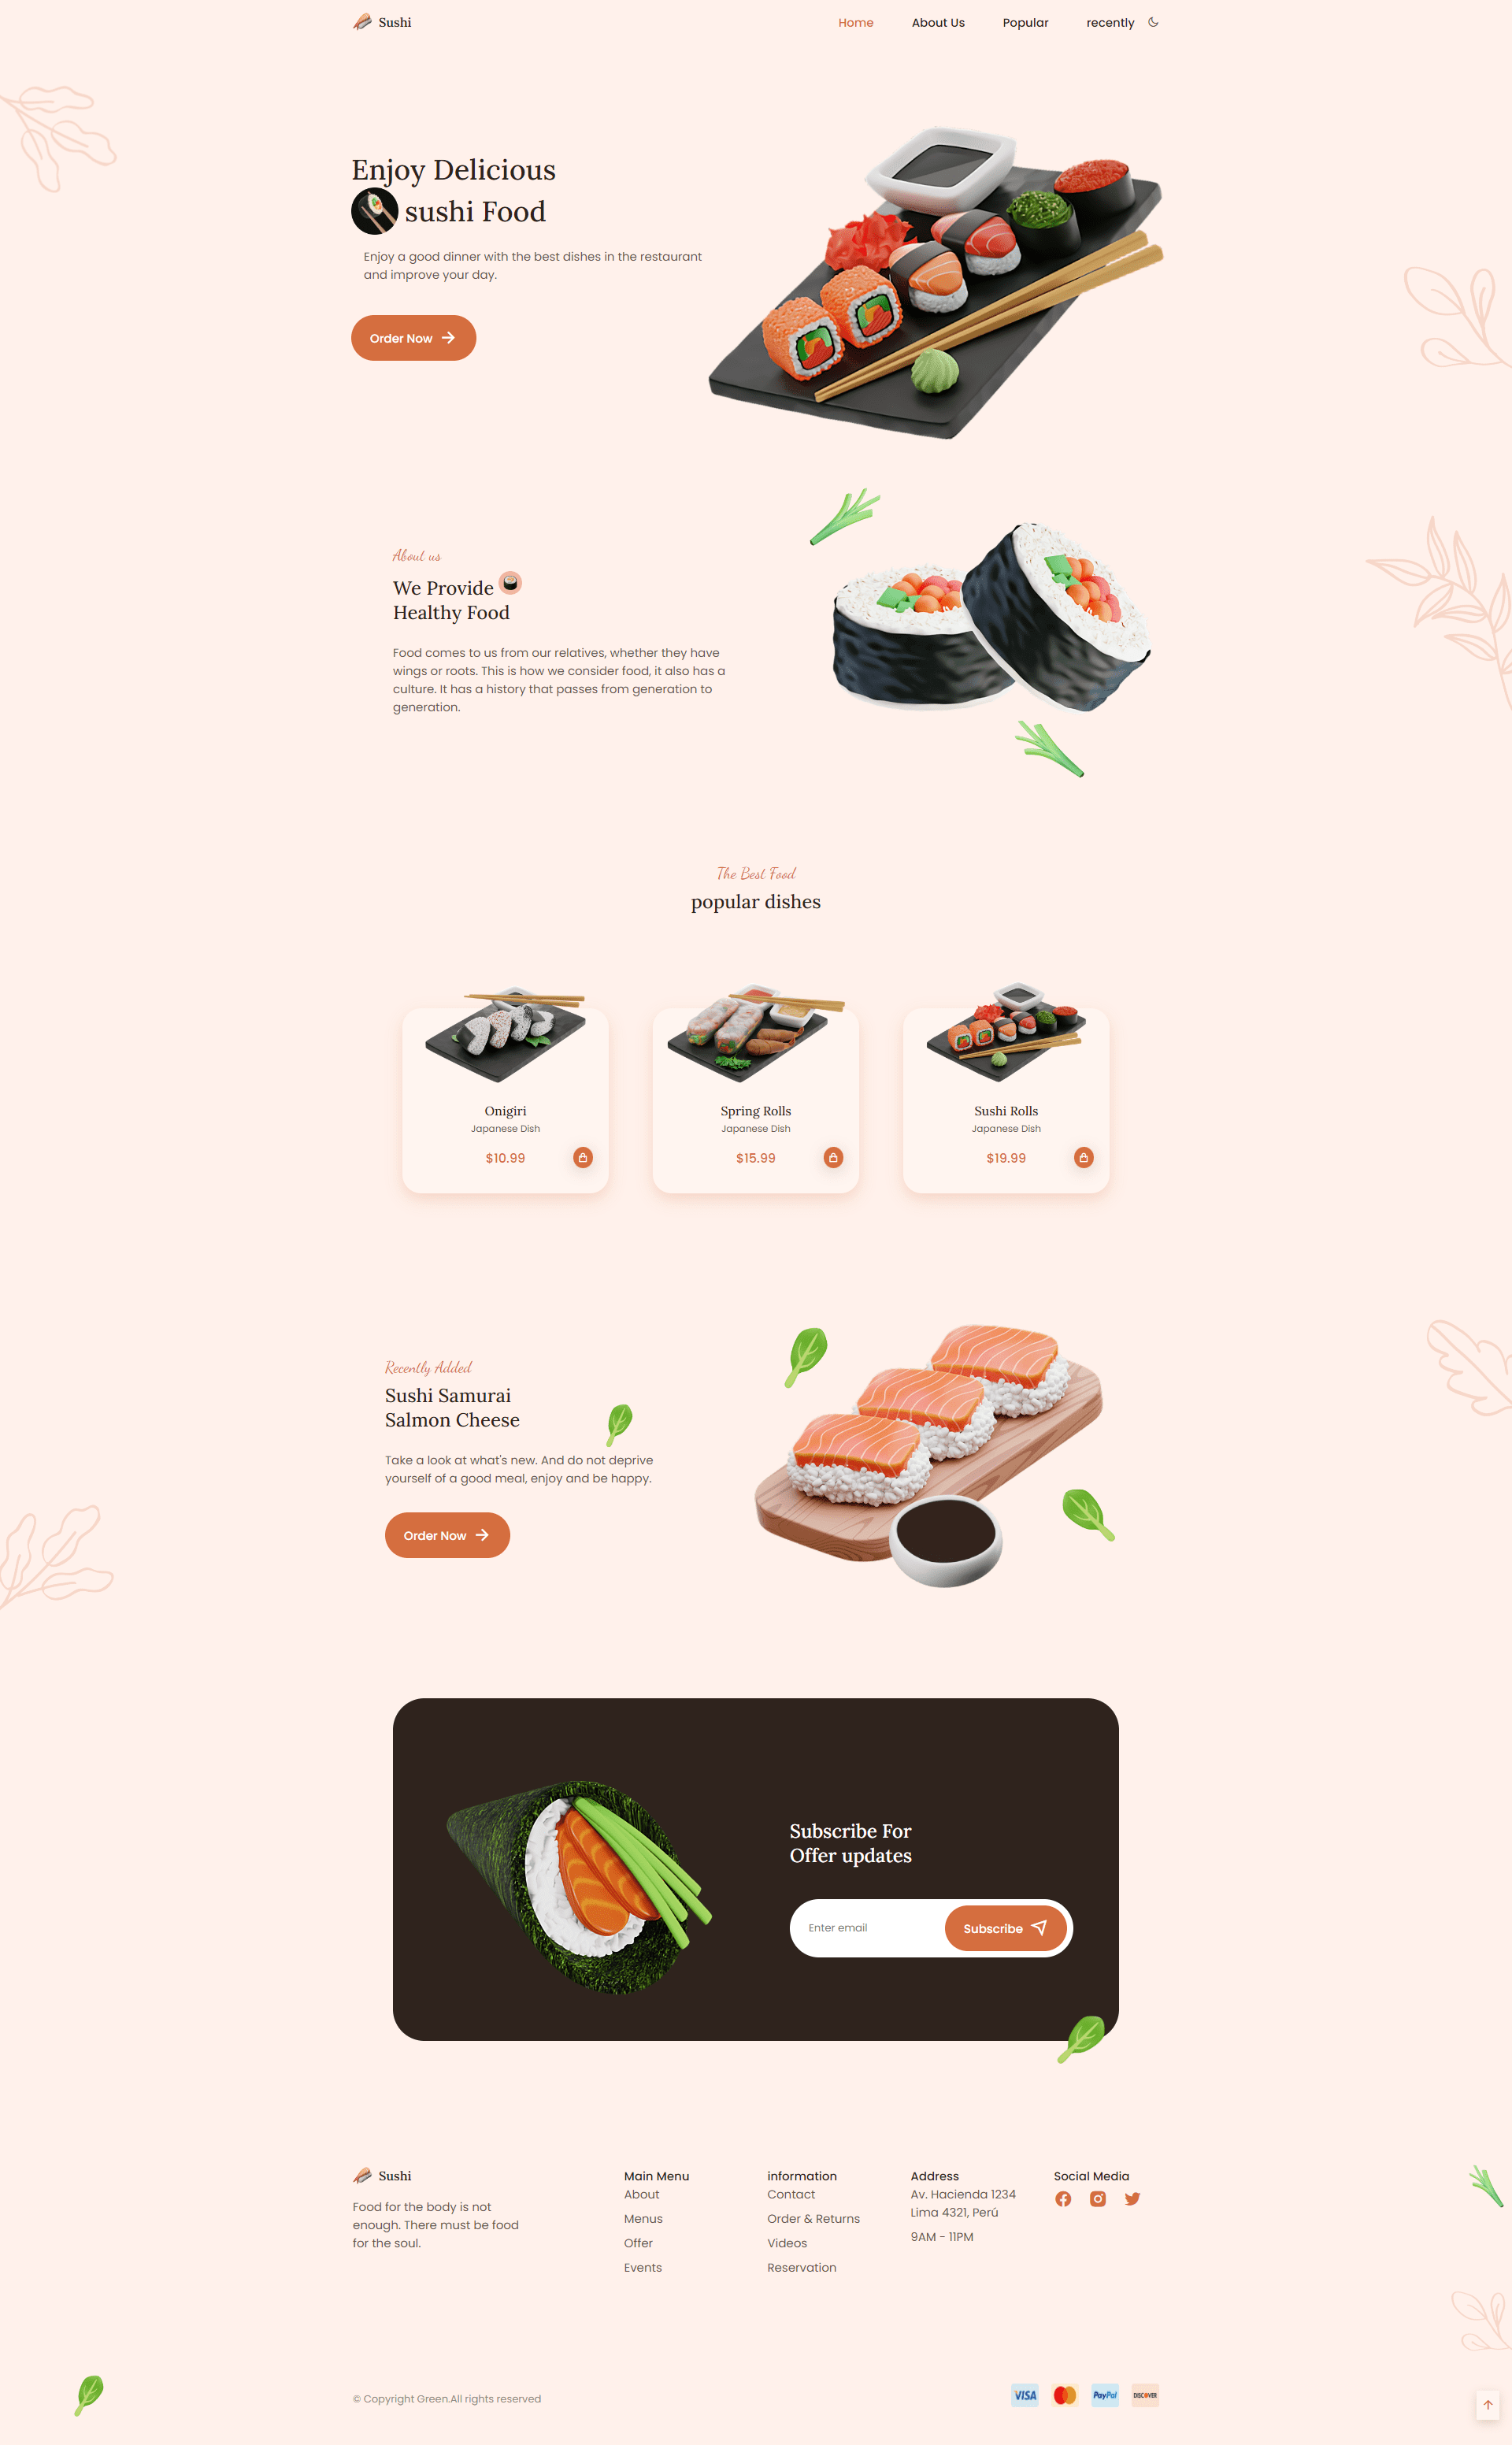 Sushi
Home
About Us
Popular
recently
Enjoy Delicious
sushi Food
Enjoy a good dinner with the best dishes in the restaurant
and improve your day.
Order Now
About us
We Provide
Healthy Food
Food comes to us from our relatives, whether they have
wings or roots. This is how we consider food, it also has a
culture. It has a history that passes from generation to
generation.
The Best Food
popular dishes
Onigiri
Japanese Dish
$10.99
Spring Rolls
Japanese Dish
$15.99
Sushi Rolls
Japanese Dish
$19.99
Recently Added
Sushi Samurai
Salmon Cheese
Take a look at what's new. And do not deprive
yourself of a good meal, enjoy and be happy.
Order Now
Subscribe For
Offer updates
Enter email
Subscribe
Sushi
Food for the body is not
enough. There must be food
for the soul.
Main Menu
About
Menus
Offer
Events
information
Contact
Order & Returns
Videos
Reservation
Address
Av. Hacienda 1234
Lima 4321, Perú
9AM - 11PM
Social Media
© Copyright Green.All rights reserved
VISA
PayPal
DISCOVER